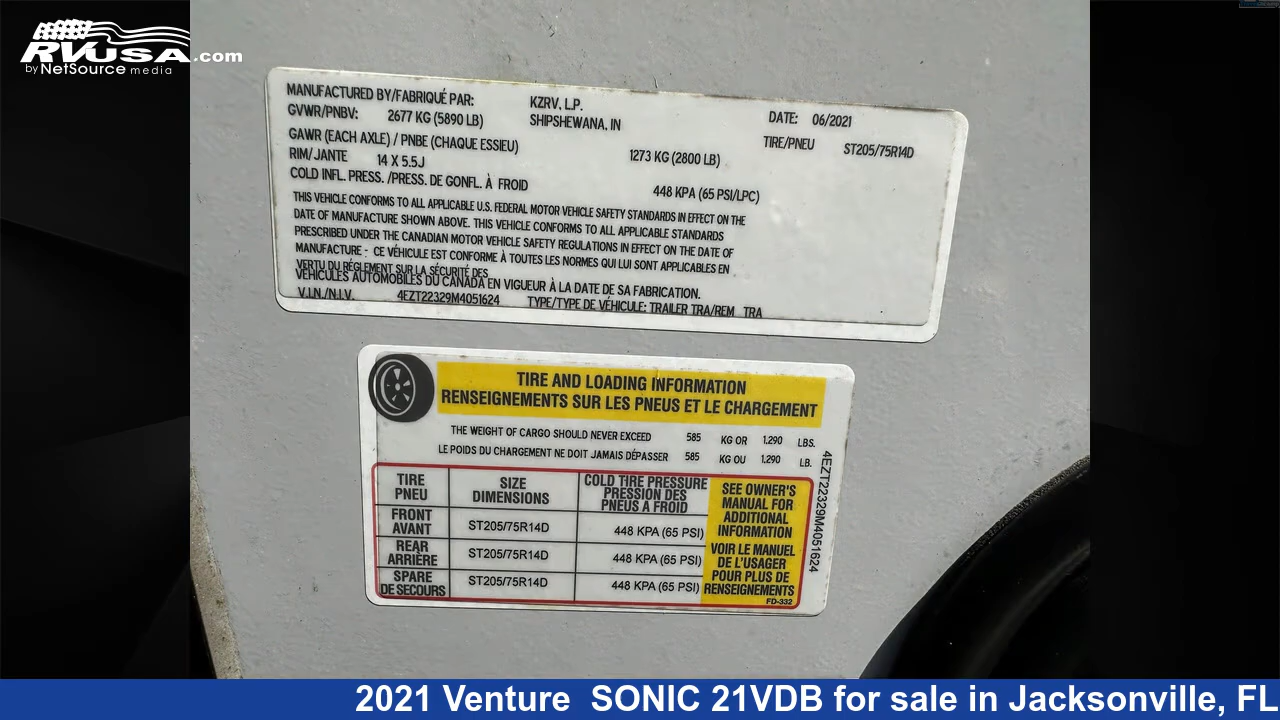 RVUSA.com
by NetSource media
MANUFACTURED BY/FABRIQUÉ PAR: KZRV, L.P. DATE: 06/2021
GVWR/PNBV: 2677 KG (5890 LB) SHIPSHEWANA, IN
GAWR (EACH AXLE) / PNBE (CHAQUE ESSIEU) 1273 KG (2800 LB) TIRE/PNEU ST205/75R14D
RIM/JANTE 14 X 5.5J
COLD INFL. PRESS. /PRESS. DE GONFL. À FROID 448 KPA (65 PSI/LPC)
THIS VEHICLE CONFORMS TO ALL APPLICABLE U.S. FEDERAL MOTOR VEHICLE SAFETY STANDARDS IN EFFECT ON THE
DATE OF MANUFACTURE SHOWN ABOVE. THIS VEHICLE CONFORMS TO ALL APPLICABLE STANDARDS
PRESCRIBED UNDER THE CANADIAN MOTOR VEHICLE SAFETY REGULATIONS IN EFFECT ON THE DATE OF
MANUFACTURE - CE VÉHICULE EST CONFORME À TOUTES LES NORMES QUI LUI SONT APPLICABLES EN
VERTU DU RÉGLEMENT SUR LA SÉCURITÉ DES
VÉHICULES AUTOMOBILES DU CANADA EN VIGUEUR À LA DATE DE SA FABRICATION.
V.I.N./N.I.V. 4EZT22329M4051624 TYPE/TYPE DE VÉHICULE: TRAILER TRA/REM TRA
TIRE AND LOADING INFORMATION
RENSEIGNEMENTS SUR LES PNEUS ET LE CHARGEMENT
THE WEIGHT OF CARGO SHOULD NEVER EXCEED 585 KG OR 1,290 LBS.
LE POIDS DU CHARGEMENT NE DOIT JAMAIS DÉPASSER 585 KG OU 1,290 LB.
TIRE
PNEU
SIZE
DIMENSIONS
COLD TIRE PRESSURE
PRESSION DES
PNEUS A FROID
FRONT
AVANT
ST205/75R14D
448 KPA (65 PSI)
REAR
ARRIÈRE
ST205/75R14D
448 KPA (65 PSI)
SPARE
DE SECOURS
ST205/75R14D
448 KPA (65 PSI)
SEE OWNER'S
MANUAL FOR
ADDITIONAL
INFORMATION
VOIR LE MANUEL
DE L'USAGER
POUR PLUS DE
RENSEIGNEMENTS
FD-332
4EZT22329M4051624
2021 Venture SONIC 21VDB for sale in Jacksonville, FL